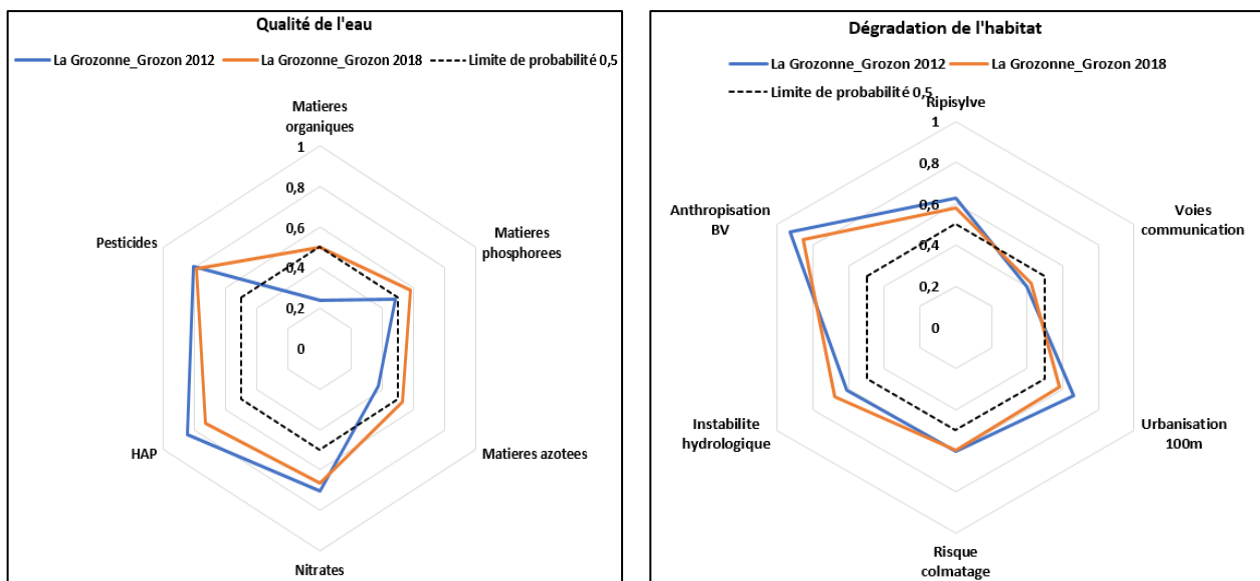 Qualité de l'eau
La Grozonne_Grozon 2012
La Grozonne_Grozon 2018
Limite de probabilité 0,5
Matieres
organiques
1
0,8
0,6
0,4
0,2
0
Matieres
phosphorees
Matieres azotees
Nitrates
HAP
Pesticides
Dégradation de l'habitat
La Grozonne_Grozon 2012
La Grozonne_Grozon 2018
Limite de probabilité 0,5
Ripisylve
1
0,8
0,6
0,4
0,2
0
Voies
communication
Urbanisation
100m
Risque
colmatage
Instabilite
hydrologique
Anthropisation
BV